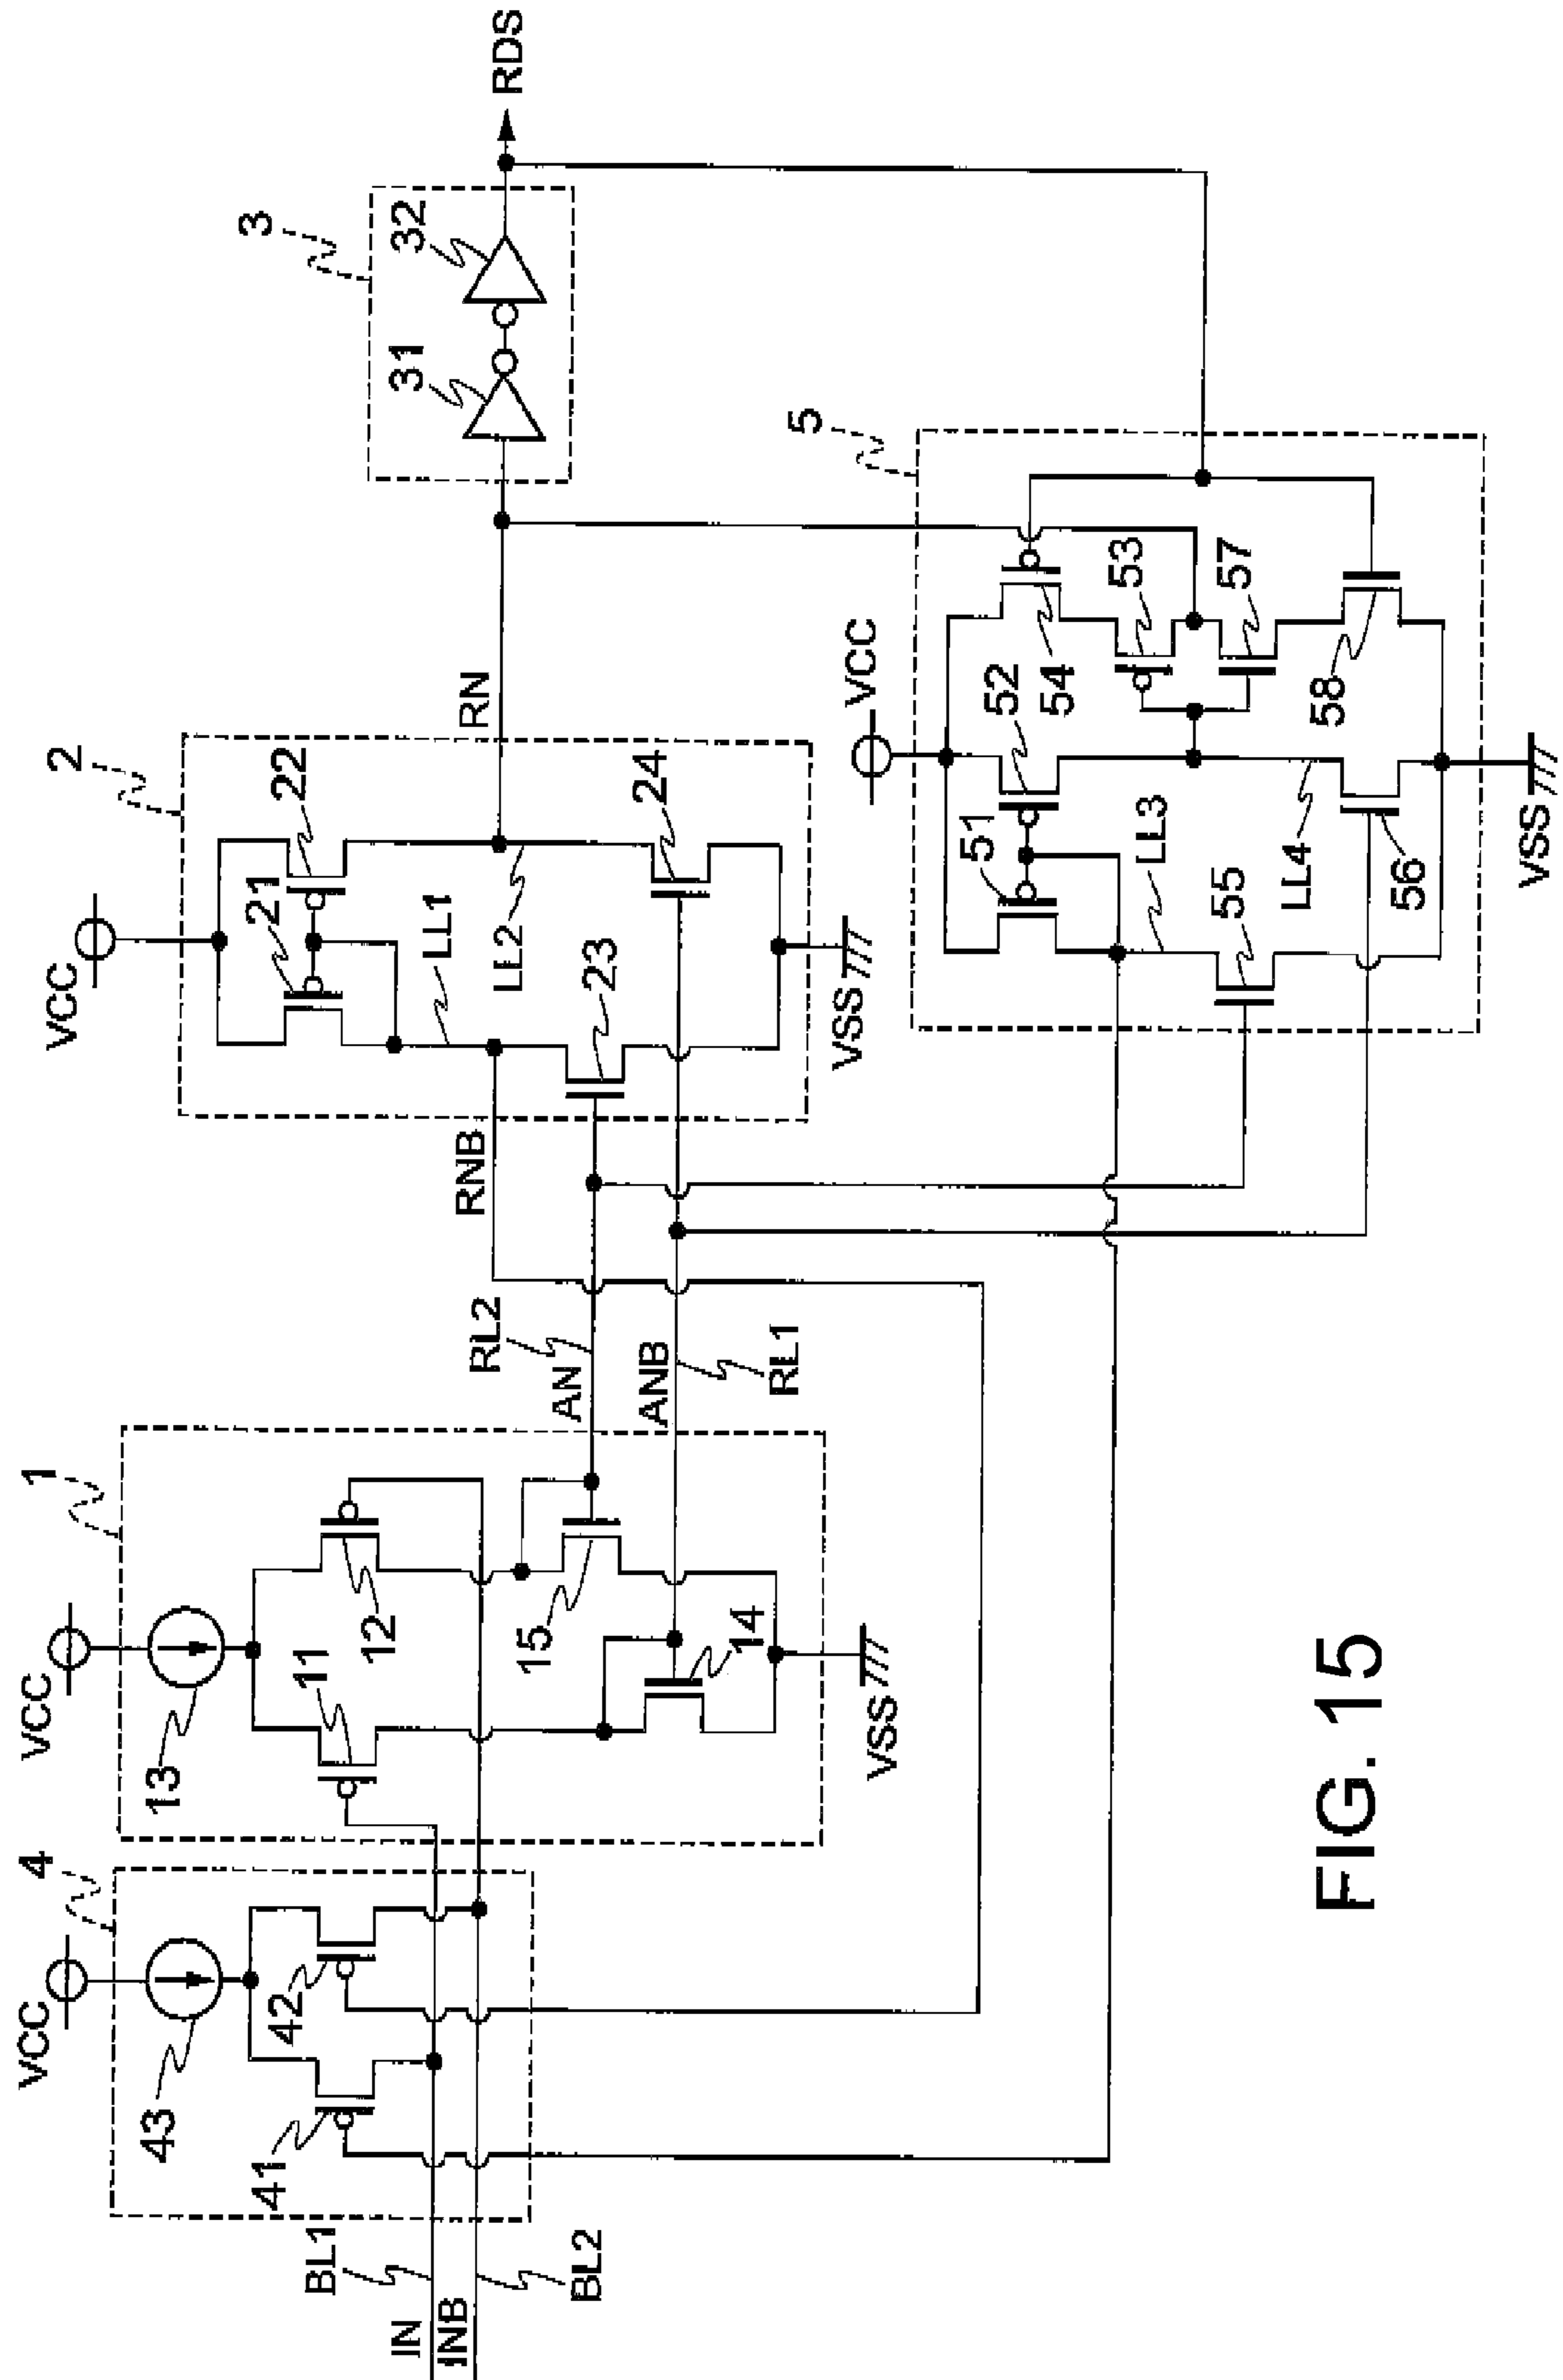 VCC
43
4
41
42
BL1
IN
INB
BL2
VCC
13
1
11
12
15
14
VSS
RL2
AN
ANB
RL1
RNB
VCC
2
21
22
LL1
LL2
23
24
VSS
RN
3
31
32
RDS
5
VCC
51
52
54
53
57
LL3
55
LL4
56
58
VSS
FIG. 15